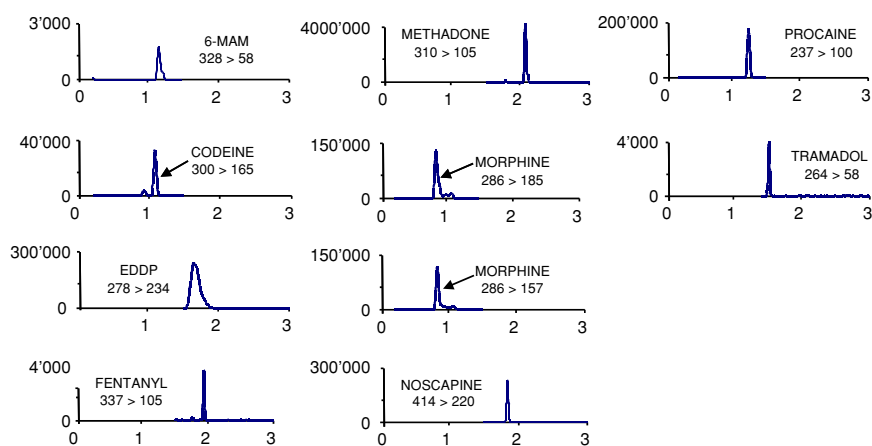 3’000
6-MAM
328 > 58
0
0 1 2 3
4000’000
METHADONE
310 > 105
0
0 1 2 3
200’000
PROCAINE
237 > 100
0
0 1 2 3
40’000
CODEINE
300 > 165
0
0 1 2 3
150’000
MORPHINE
286 > 185
0
0 1 2 3
4’000
TRAMADOL
264 > 58
0
0 1 2 3
300’000
EDDP
278 > 234
0
1 2 3
150’000
MORPHINE
286 > 157
0
0 1 2 3
4’000
FENTANYL
337 > 105
0
0 1 2 3
300’000
NOSCAPINE
414 > 220
0
0 1 2 3